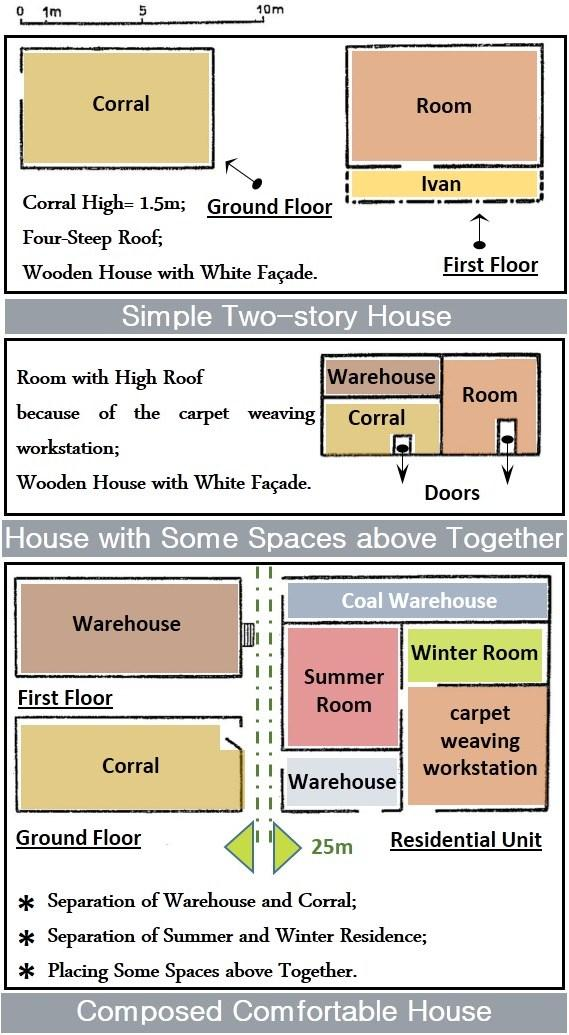 0 1m 5 10m
Corral
Room
Ivan
Corral High= 1.5m;
Ground Floor
Four-Steep Roof;
First Floor
Wooden House with White Façade.
Simple Two-story House
Room with High Roof
because of the carpet weaving
workstation;
Wooden House with White Façade.
Warehouse
Room
Corral
Doors
House with Some Spaces above Together
Warehouse
First Floor
Corral
Ground Floor
Coal Warehouse
Summer
Room
Winter Room
carpet
weaving
workstation
Warehouse
25m
Residential Unit
* Separation of Warehouse and Corral;
* Separation of Summer and Winter Residence;
* Placing Some Spaces above Together.
Composed Comfortable House